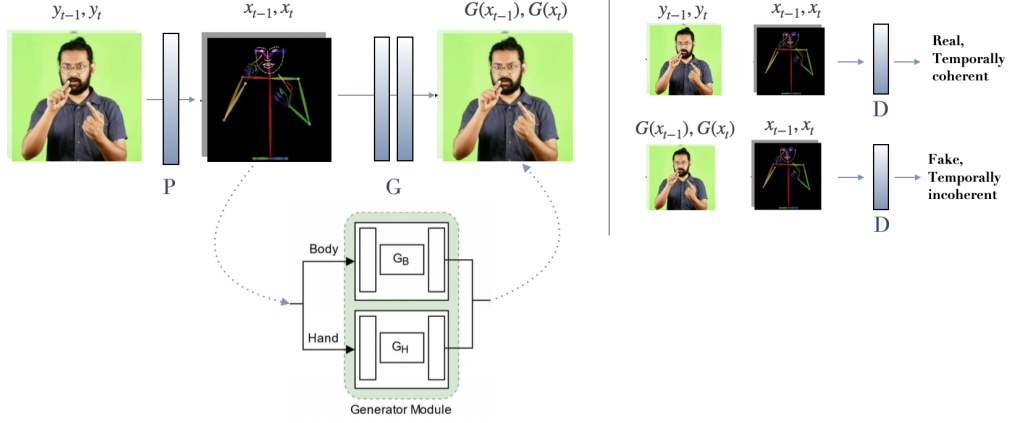 y_{t−1}, y_t
x_{t−1}, x_t
G(x_{t−1}), G(x_t)
P
G
Body
G_B
Hand
G_H
Generator Module
y_{t−1}, y_t
x_{t−1}, x_t
Real,
Temporally
coherent
D
G(x_{t−1}), G(x_t)
x_{t−1}, x_t
Fake,
Temporally
incoherent
D